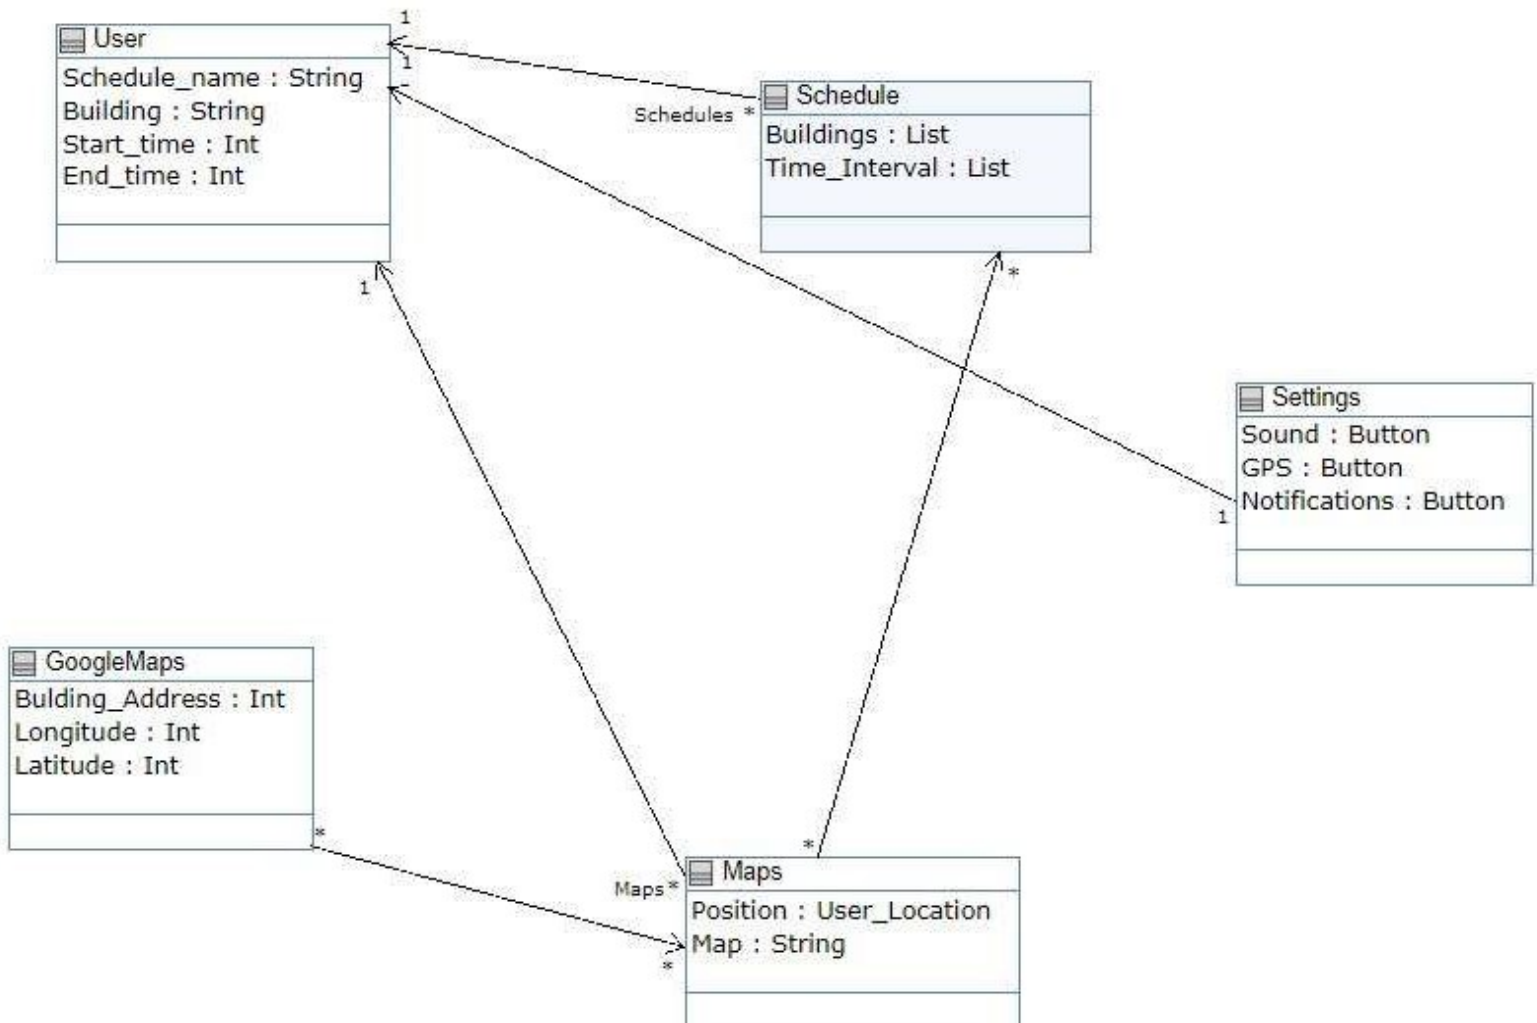 User
Schedule_name : String
Building : String
Start_time : Int
End_time : Int
1
1
Schedules *
Schedule
Buildings : List
Time_Interval : List
1
*
Settings
Sound : Button
GPS : Button
Notifications : Button
1
GoogleMaps
Bulding_Address : Int
Longitude : Int
Latitude : Int
*
*
Maps *
Maps
Position : User_Location
Map : String
*